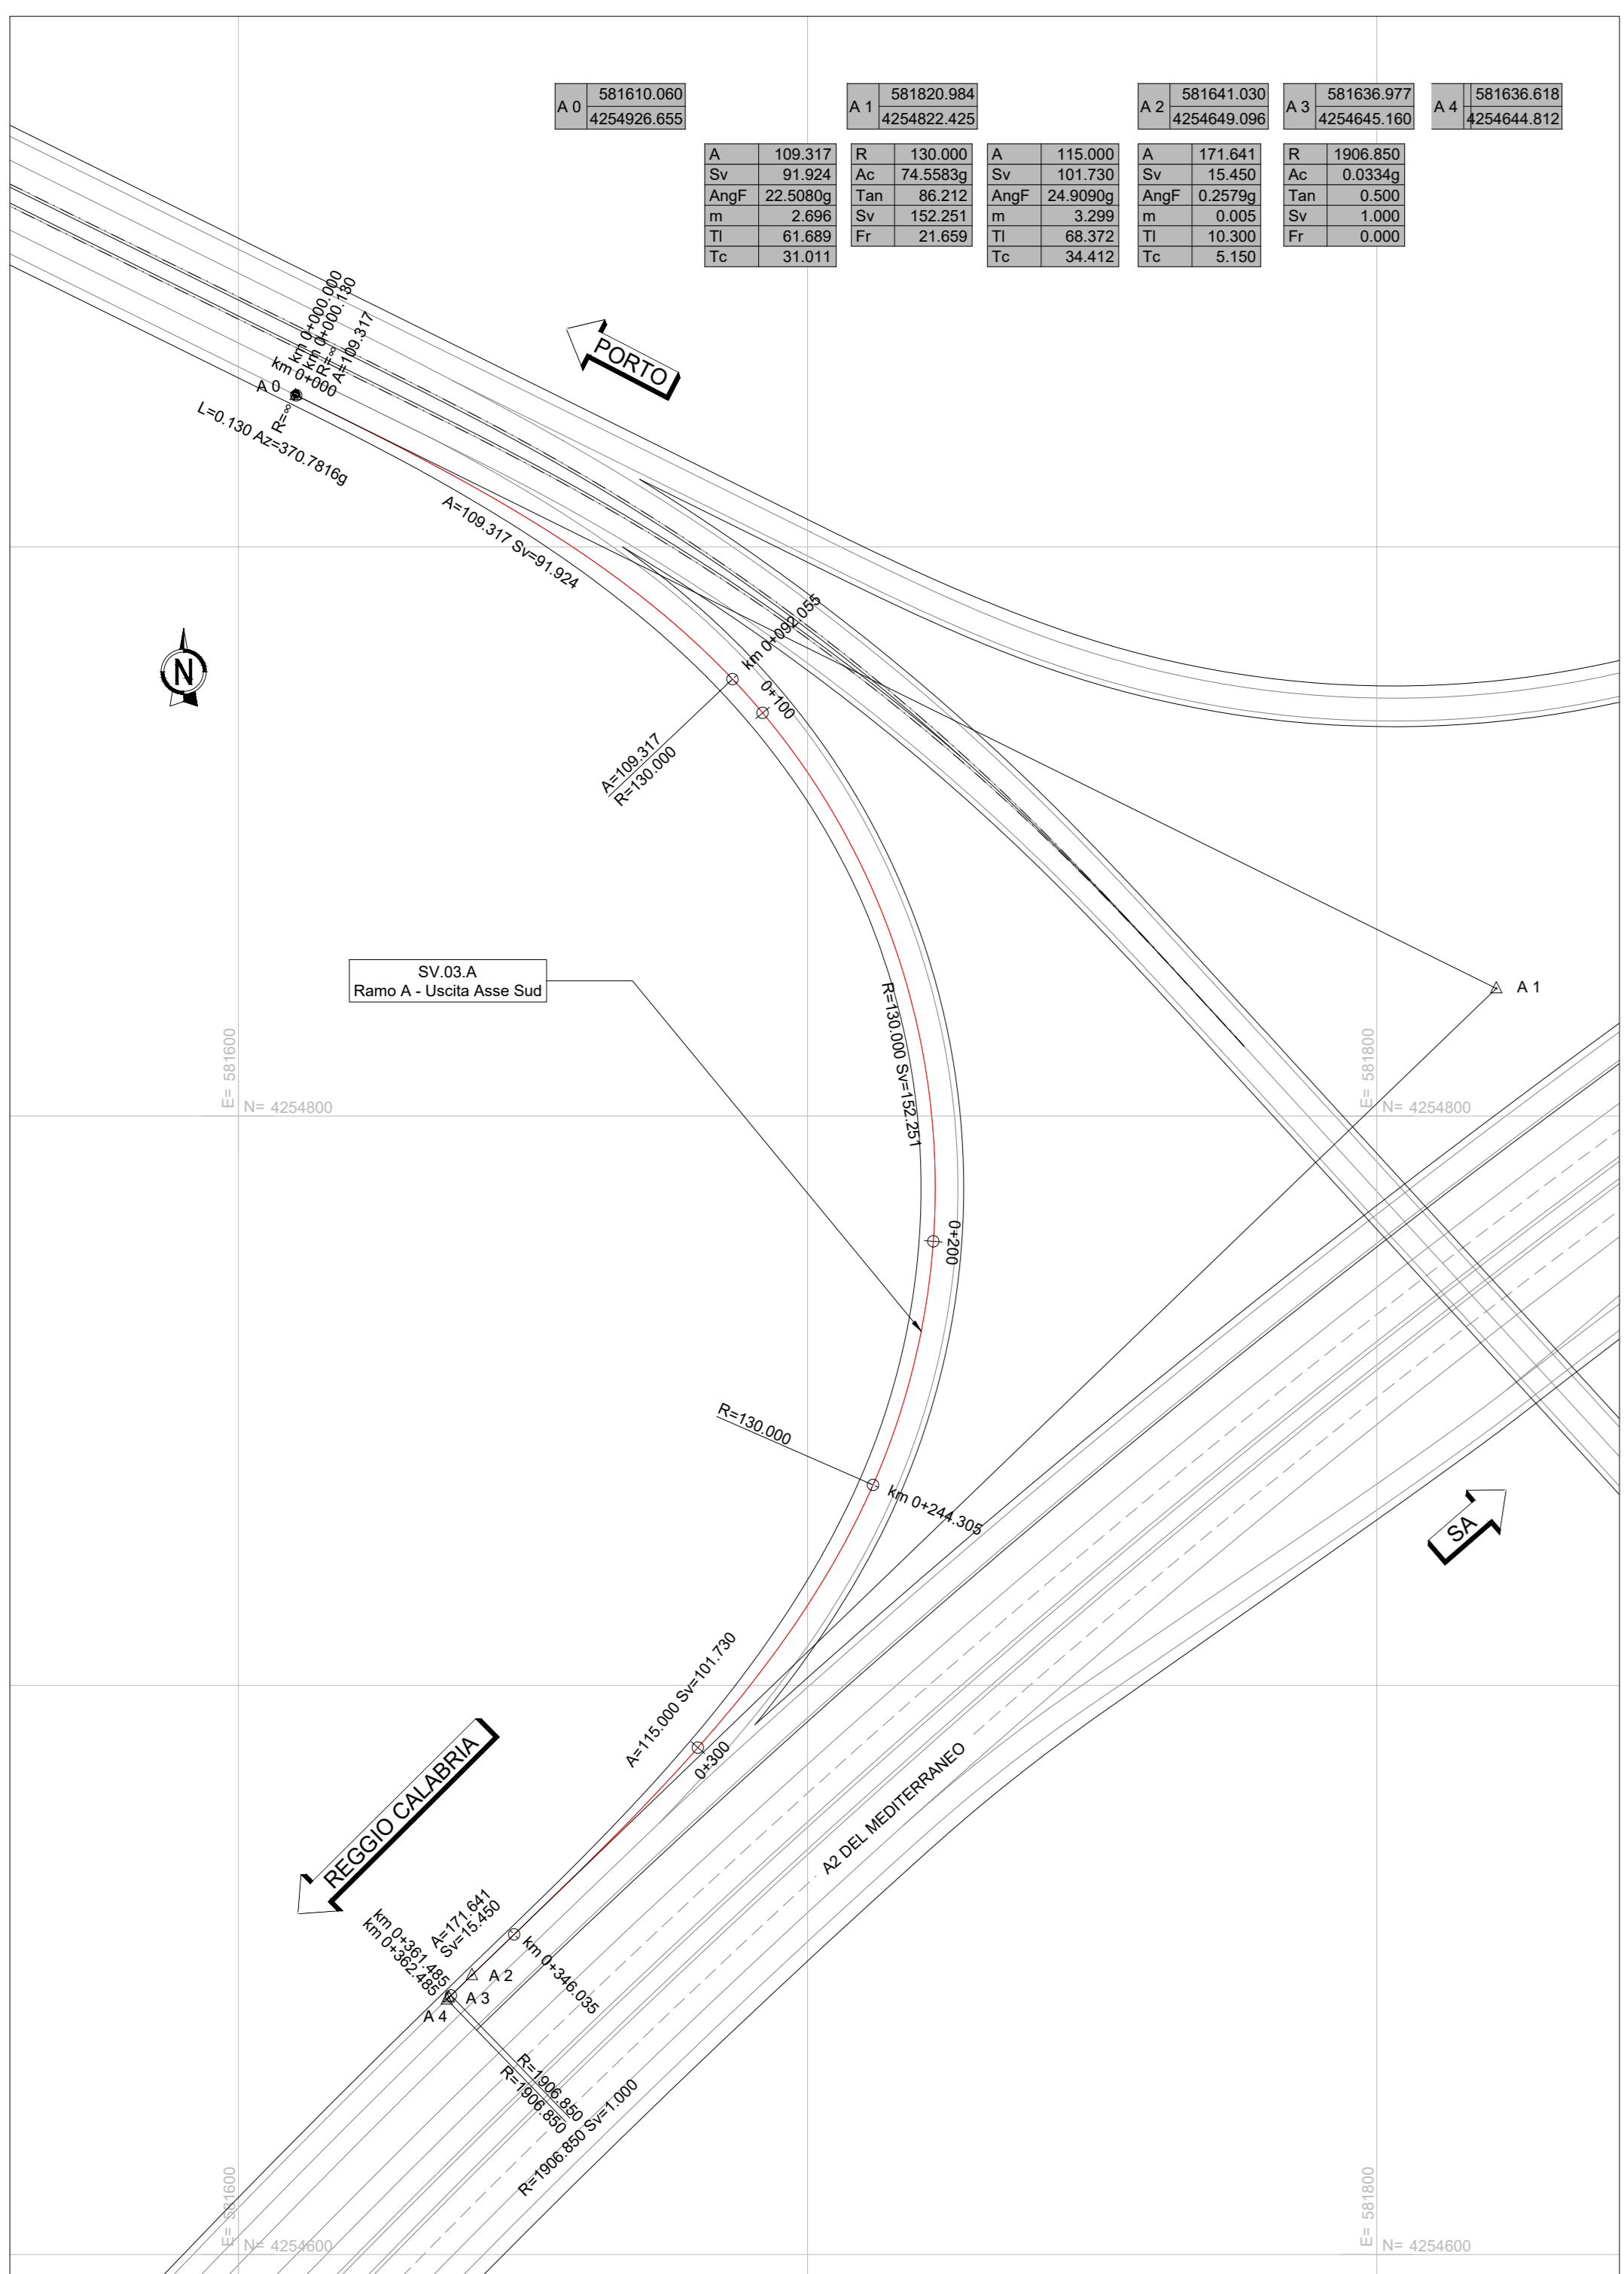 A 0 581610.060
4254926.655
A 1 581820.984
4254822.425
A 2 581641.030
4254649.096
A 3 581636.977
4254645.160
A 4 581636.618
4254644.812
A 109.317
Sv 91.924
AngF 22.5080g
m 2.696
Tl 61.689
Tc 31.011
R 130.000
Ac 74.5583g
Tan 86.212
Sv 152.251
Fr 21.659
A 115.000
Sv 101.730
AngF 24.9090g
m 3.299
Tl 68.372
Tc 34.412
A 171.641
Sv 15.450
AngF 0.2579g
m 0.005
Tl 10.300
Tc 5.150
R 1906.850
Ac 0.0334g
Tan 0.500
Sv 1.000
Fr 0.000
km 0+000.000
km 0+000.130
R=∞
A=109.317
km 0+000
A 0
R=∞
L=0.130 Az=370.7816g
PORTO
A=109.317 Sv=91.924
km 0+092.055
0+100
N
A=109.317
R=130.000
SV.03.A
Ramo A - Uscita Asse Sud
A 1
R=130.000 Sv=152.251
E= 581600
N= 4254800
E= 581800
N= 4254800
0+200
R=130.000
km 0+244.305
SA
A=115.000 Sv=101.730
0+300
REGGIO CALABRIA
A2 DEL MEDITERRANEO
A=171.641
Sv=15.450
km 0+361.485
km 0+362.485
km 0+346.035
A 2
A 3
A 4
R=1906.850
R=1906.850
R=1906.850 Sv=1.000
E= 581600
N= 4254600
E= 581800
N= 4254600